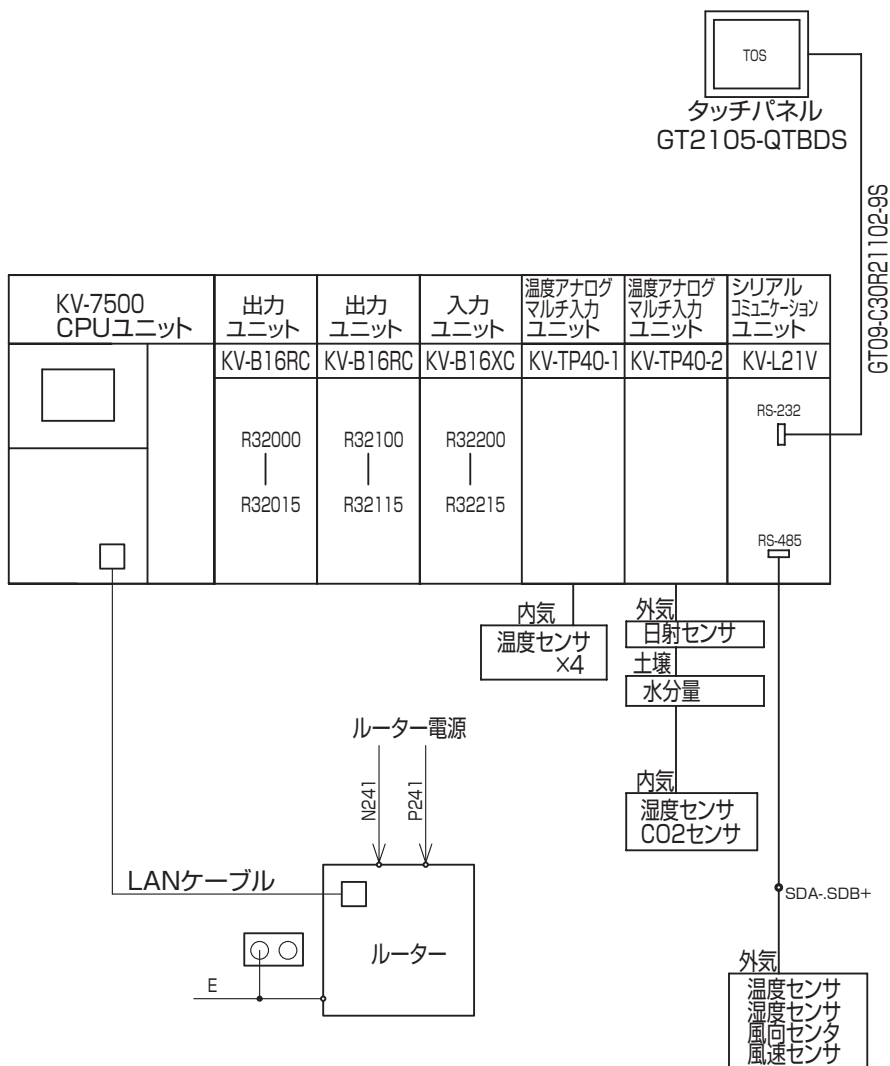 TOS
タッチパネル
GT2105-QTBDS
GT09-C30R21102-9S
KV-7500
CPUユニット
出力
ユニット
出力
ユニット
入力
ユニット
温度アナログ
マルチ入力
ユニット
温度アナログ
マルチ入力
ユニット
シリアル
コミュニケーション
ユニット
KV-B16RC
KV-B16RC
KV-B16XC
KV-TP40-1
KV-TP40-2
KV-L21V
R32000
R32015
R32100
R32115
R32200
R32215
RS-232
RS-485
内気
温度センサ
×4
外気
日射センサ
土壌
水分量
内気
湿度センサ
CO2センサ
ルーター電源
N241
P241
LANケーブル
ルーター
E
SDA-.SDB+
外気
温度センサ
湿度センサ
風向センタ
風速センサ